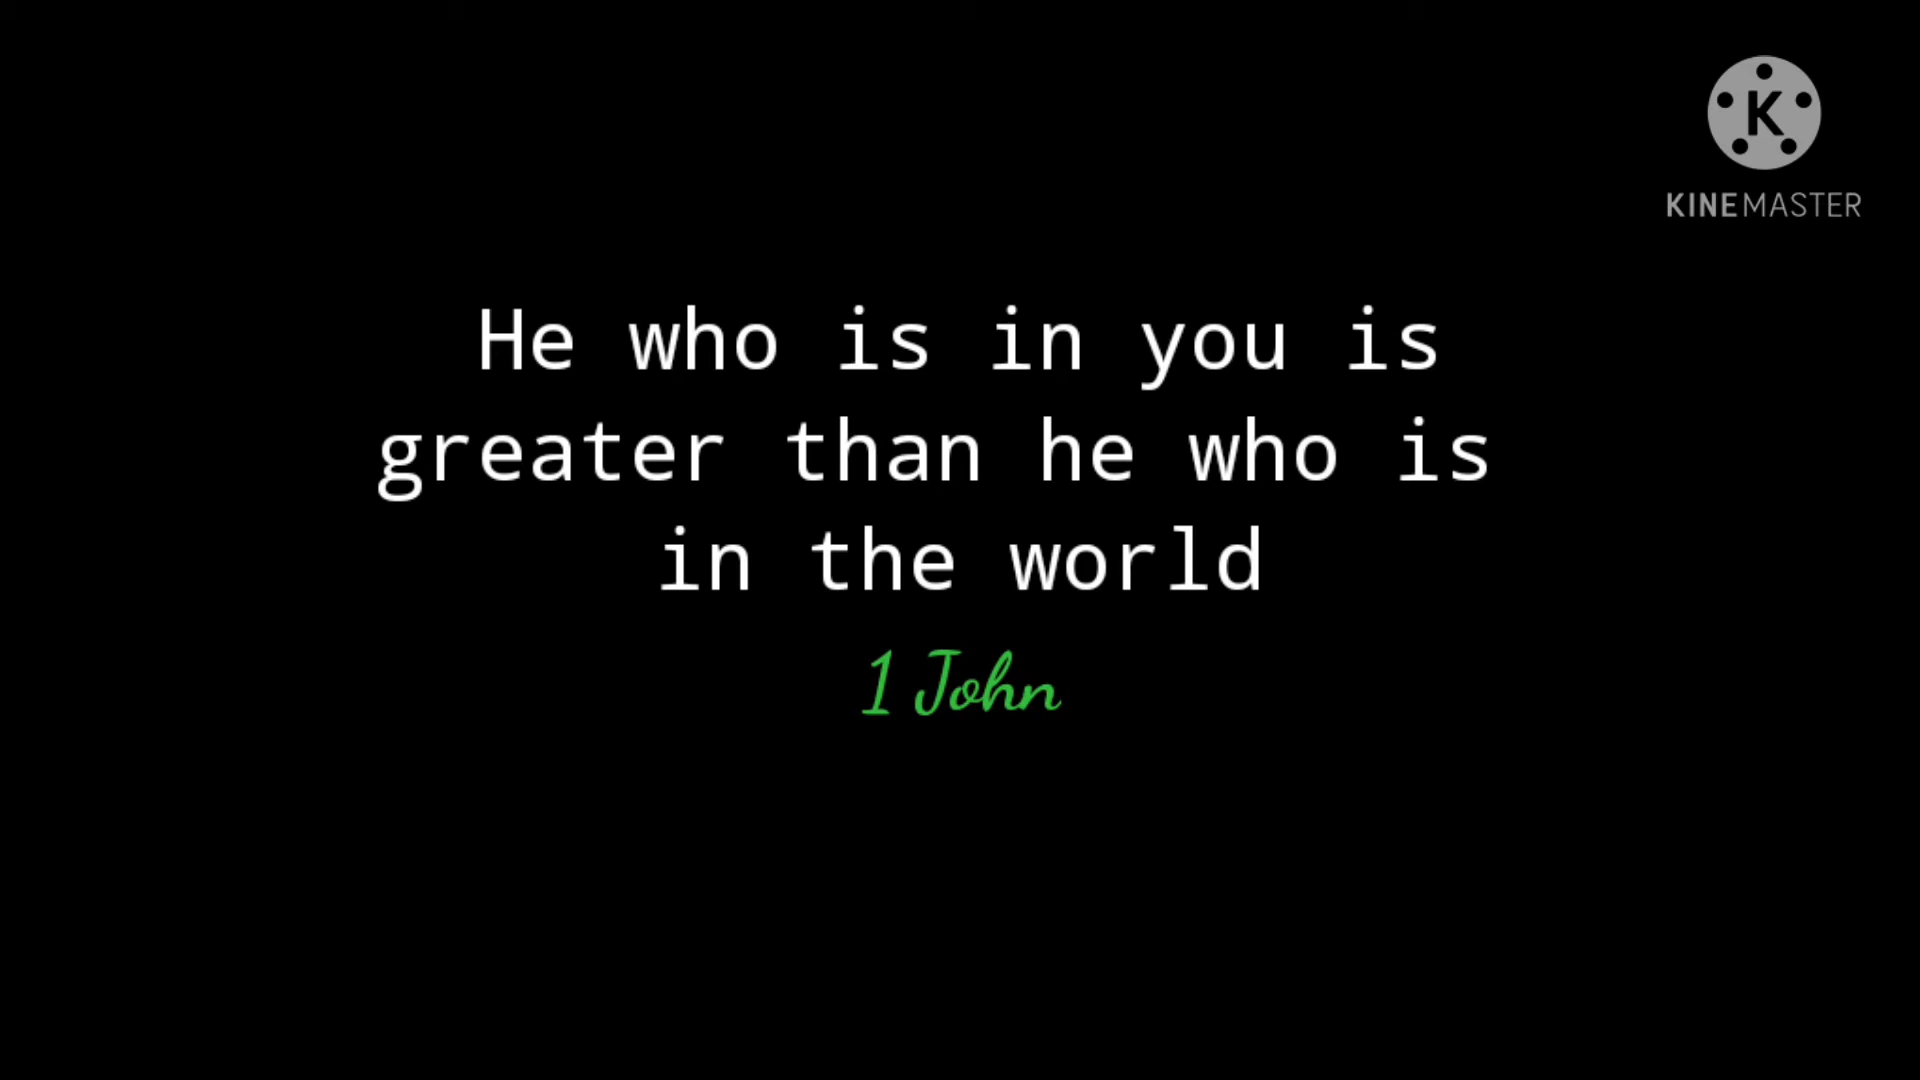 K
KINEMASTER
He who is in you is
greater than he who is
in the world
1 John